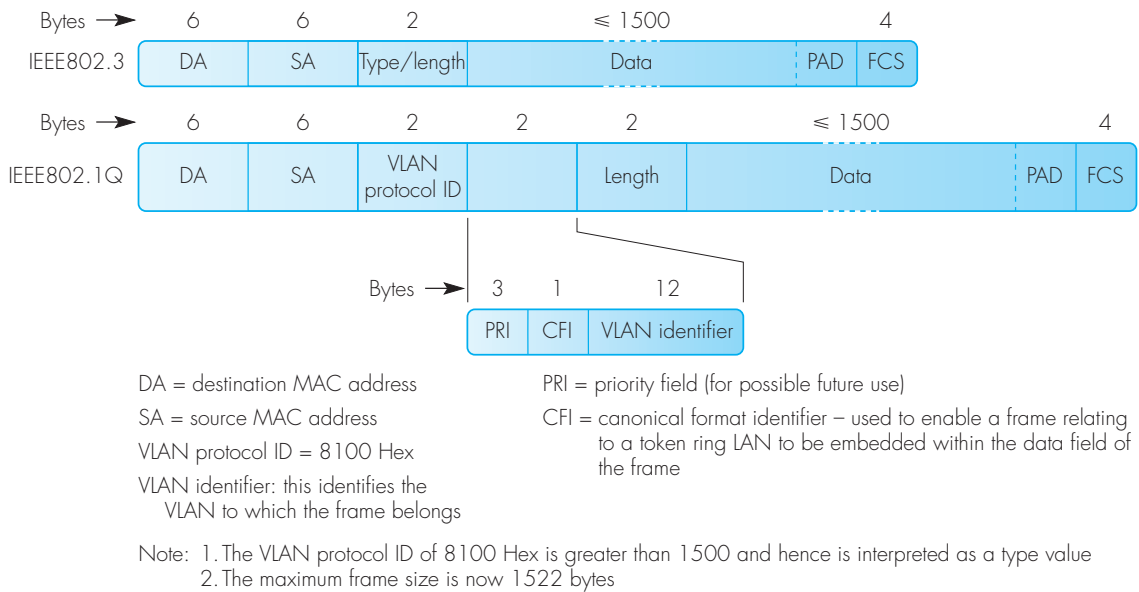 Bytes → 6 6 2 ⩽ 1500 4
IEEE802.3 DA SA Type/length Data PAD FCS
Bytes → 6 6 2 2 2 ⩽ 1500 4
IEEE802.1Q DA SA VLAN protocol ID Length Data PAD FCS
Bytes → 3 1 12
PRI CFI VLAN identifier
DA = destination MAC address
SA = source MAC address
VLAN protocol ID = 8100 Hex
VLAN identifier: this identifies the
VLAN to which the frame belongs
PRI = priority field (for possible future use)
CFI = canonical format identifier – used to enable a frame relating
to a token ring LAN to be embedded within the data field of
the frame
Note: 1. The VLAN protocol ID of 8100 Hex is greater than 1500 and hence is interpreted as a type value
2. The maximum frame size is now 1522 bytes